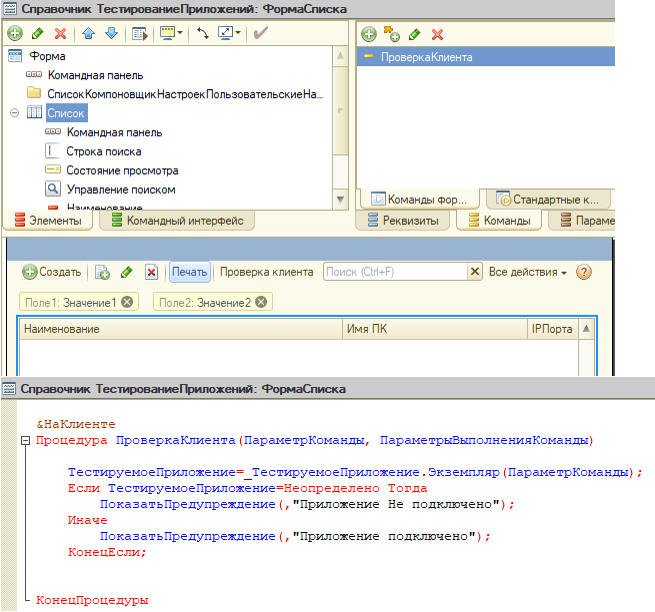 Справочник ТестированиеПриложений: ФормаСписка
Форма
Командная панель
СписокКомпоновщикНастроекПользовательскиеНа...
Список
Командная панель
Строка поиска
Состояние просмотра
Управление поиском
Наименование
Элементы
Командный интерфейс
ПроверкаКлиента
Команды фор...
Стандартные к...
Реквизиты
Команды
Параме
Создать
Печать
Проверка клиента
Поиск (Ctrl+F)
Все действия
Поле1: Значение1
Поле2: Значение2
Наименование
Имя ПК
IPПорта
Справочник ТестированиеПриложений: ФормаСписка
&НаКлиенте
Процедура ПроверкаКлиента(ПараметрКоманды, ПараметрыВыполненияКоманды)
ТестируемоеПриложение=_ТестируемоеПриложение.Экземпляр(ПараметрКоманды);
Если ТестируемоеПриложение=Неопределено Тогда
ПоказатьПредупреждение(,"Приложение Не подключено");
Иначе
ПоказатьПредупреждение(,"Приложение подключено");
КонецЕсли;
КонецПроцедуры